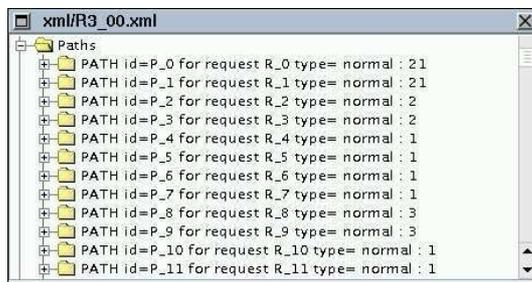 xml/R3_00.xml
Paths
PATH id=P_0 for request R_0 type= normal : 21
PATH id=P_1 for request R_1 type= normal : 21
PATH id=P_2 for request R_2 type= normal : 2
PATH id=P_3 for request R_3 type= normal : 2
PATH id=P_4 for request R_4 type= normal : 1
PATH id=P_5 for request R_5 type= normal : 1
PATH id=P_6 for request R_6 type= normal : 1
PATH id=P_7 for request R_7 type= normal : 1
PATH id=P_8 for request R_8 type= normal : 3
PATH id=P_9 for request R_9 type= normal : 3
PATH id=P_10 for request R_10 type= normal : 1
PATH id=P_11 for request R_11 type= normal : 1